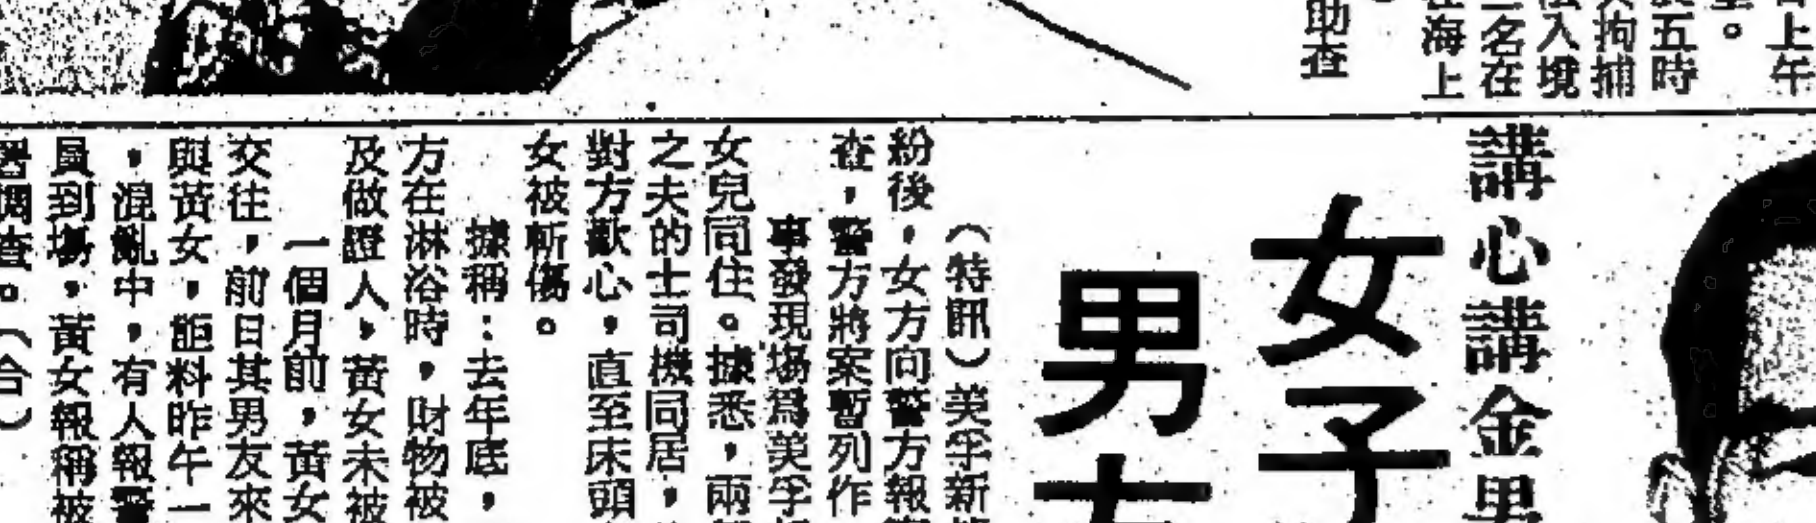 上午
。
五時
拘捕
入境
名在
海上
助查
講心講金男
女子
男
（特訊）美孚新
紛後，女方向警方報
查，警方將案暫列作
事發現場爲美孚
女兒同住。據悉，兩
之夫的士司機同居，
對方歡心，直至床頭
女被斬傷。
據稱：去年底，
方在淋浴時，財物被
及做證人，黃女未被
一個月前，黃女
交往，前日其男友來
與黃女，詎料昨午一
，混亂中，有人報警
員到場，黃女報稱被
署調查。（合）